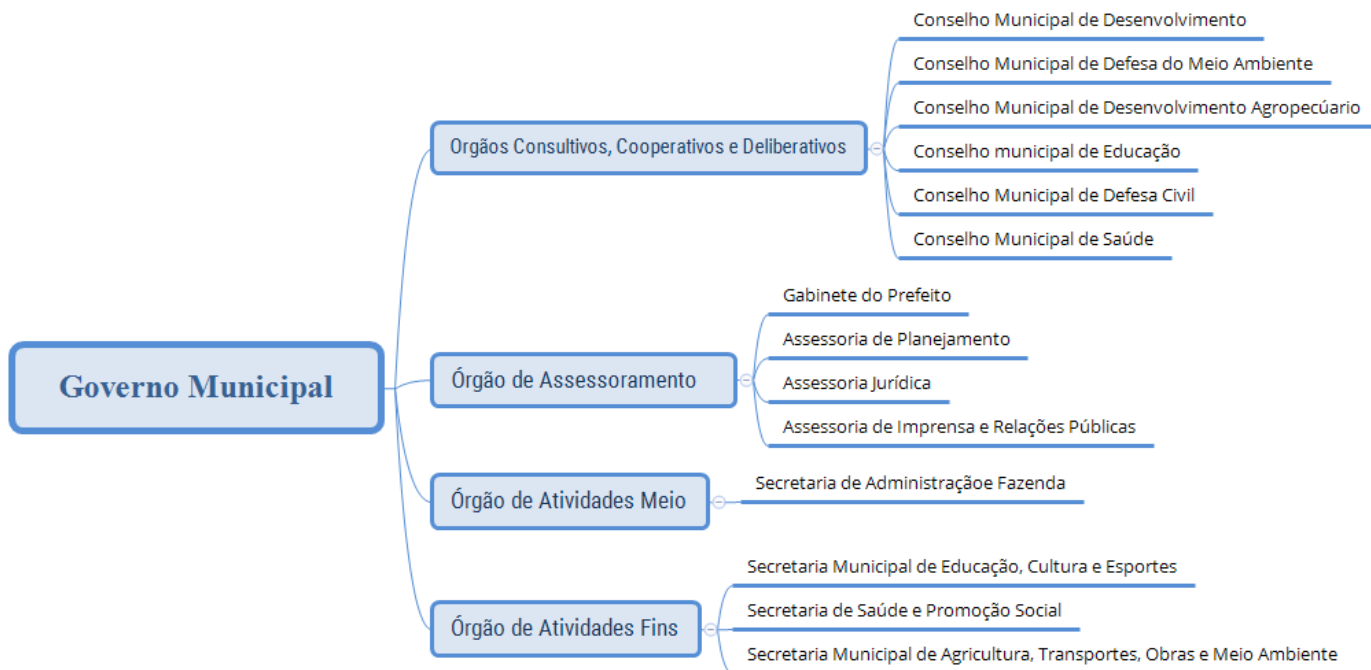 Governo Municipal
Orgãos Consultivos, Cooperativos e Deliberativos
Conselho Municipal de Desenvolvimento
Conselho Municipal de Defesa do Meio Ambiente
Conselho Municipal de Desenvolvimento Agropecúario
Conselho municipal de Educação
Conselho Municipal de Defesa Civil
Conselho Municipal de Saúde
Órgão de Assessoramento
Gabinete do Prefeito
Assessoria de Planejamento
Assessoria Jurídica
Assessoria de Imprensa e Relações Públicas
Órgão de Atividades Meio
Secretaria de Administraçãoe Fazenda
Órgão de Atividades Fins
Secretaria Municipal de Educação, Cultura e Esportes
Secretaria de Saúde e Promoção Social
Secretaria Municipal de Agricultura, Transportes, Obras e Meio Ambiente